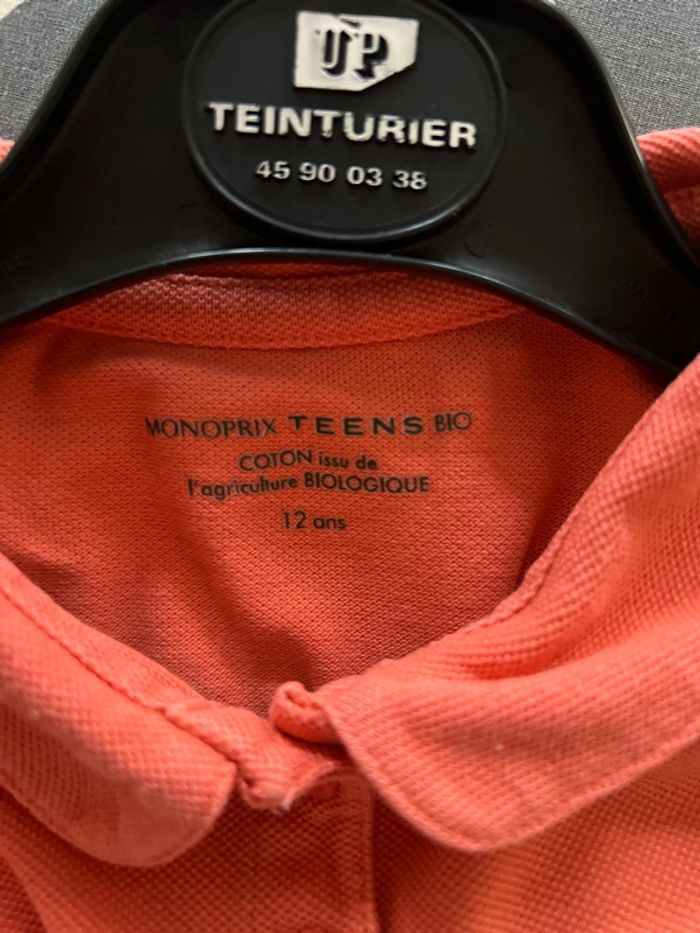 UP
TEINTURIER
45 90 03 38
MONOPRIX TEENS BIO
COTON issu de
l'agriculture BIOLOGIQUE
12 ans